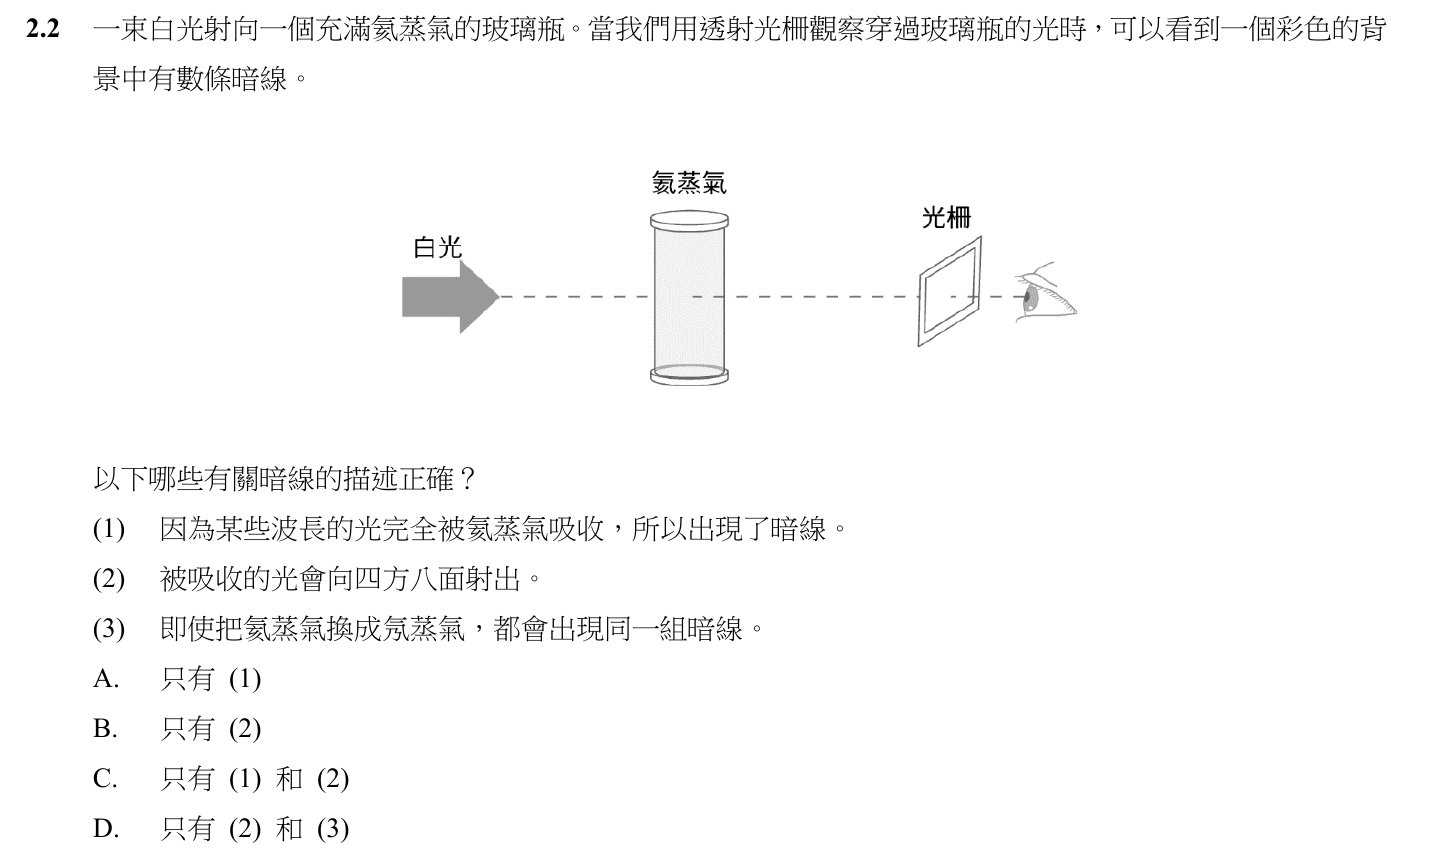 2.2 一束白光射向一個充滿氦蒸氣的玻璃瓶。當我們用透射光柵觀察穿過玻璃瓶的光時，可以看到一個彩色的背
景中有數條暗線。
氦蒸氣
光柵
白光
以下哪些有關暗線的描述正確？
(1) 因為某些波長的光完全被氦蒸氣吸收，所以出現了暗線。
(2) 被吸收的光會向四方八面射出。
(3) 即使把氦蒸氣換成氖蒸氣，都會出現同一組暗線。
A. 只有 (1)
B. 只有 (2)
C. 只有 (1) 和 (2)
D. 只有 (2) 和 (3)